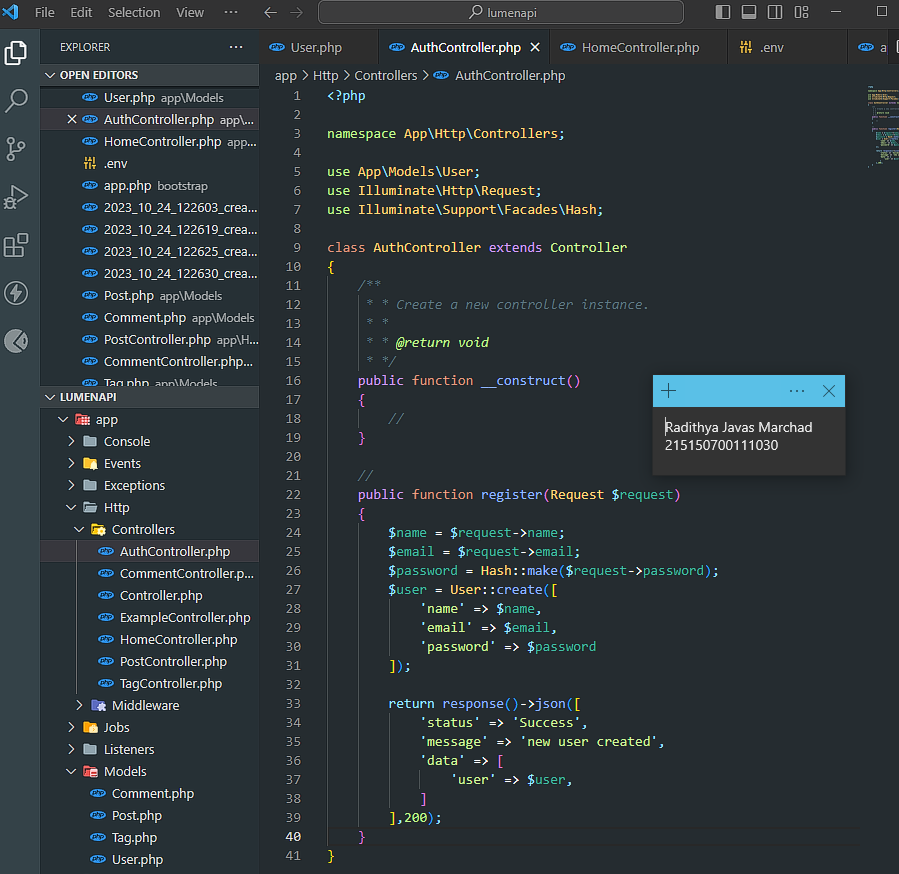 File Edit Selection View ··· lumenapi
EXPLORER ···
OPEN EDITORS
User.php app\Models
AuthController.php app\...
HomeController.php app...
.env
app.php bootstrap
2023_10_24_122603_crea...
2023_10_24_122619_crea...
2023_10_24_122625_crea...
2023_10_24_122630_crea...
Post.php app\Models
Comment.php app\Models
PostController.php app\H...
CommentController.php...
Tag.php app\Models
LUMENAPI
app
Console
Events
Exceptions
Http
Controllers
AuthController.php
CommentController.p...
Controller.php
ExampleController.php
HomeController.php
PostController.php
TagController.php
Middleware
Jobs
Listeners
Models
Comment.php
Post.php
Tag.php
User.php
User.php AuthController.php HomeController.php .env a
app > Http > Controllers > AuthController.php
1 <?php
2
3 namespace App\Http\Controllers;
4
5 use App\Models\User;
6 use Illuminate\Http\Request;
7 use Illuminate\Support\Facades\Hash;
8
9 class AuthController extends Controller
10 {
11 /**
12 * * Create a new controller instance.
13 * *
14 * * @return void
15 * */
16 public function __construct()
17 {
18 //
19 }
20
21 //
22 public function register(Request $request)
23 {
24 $name = $request->name;
25 $email = $request->email;
26 $password = Hash::make($request->password);
27 $user = User::create([
28 'name' => $name,
29 'email' => $email,
30 'password' => $password
31 ]);
32
33 return response()->json([
34 'status' => 'Success',
35 'message' => 'new user created',
36 'data' => [
37 'user' => $user,
38 ]
39 ],200);
40 }
41 }
Radithya Javas Marchad
215150700111030